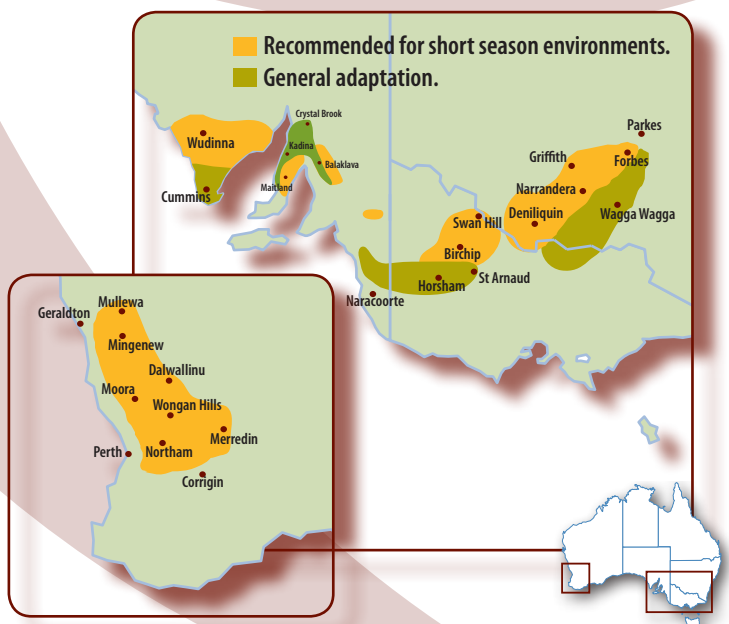 Recommended for short season environments.
General adaptation.
Crystal Brook
Parkes
Wudinna
Kadina
Griffith
Forbes
Balaklava
Maitland
Narrandera
Cummins
Swan Hill
Deniliquin
Wagga Wagga
Birchip
St Arnaud
Horsham
Naracoorte
Mullewa
Geraldton
Mingenew
Dalwallinu
Moora
Wongan Hills
Merredin
Perth
Northam
Corrigin